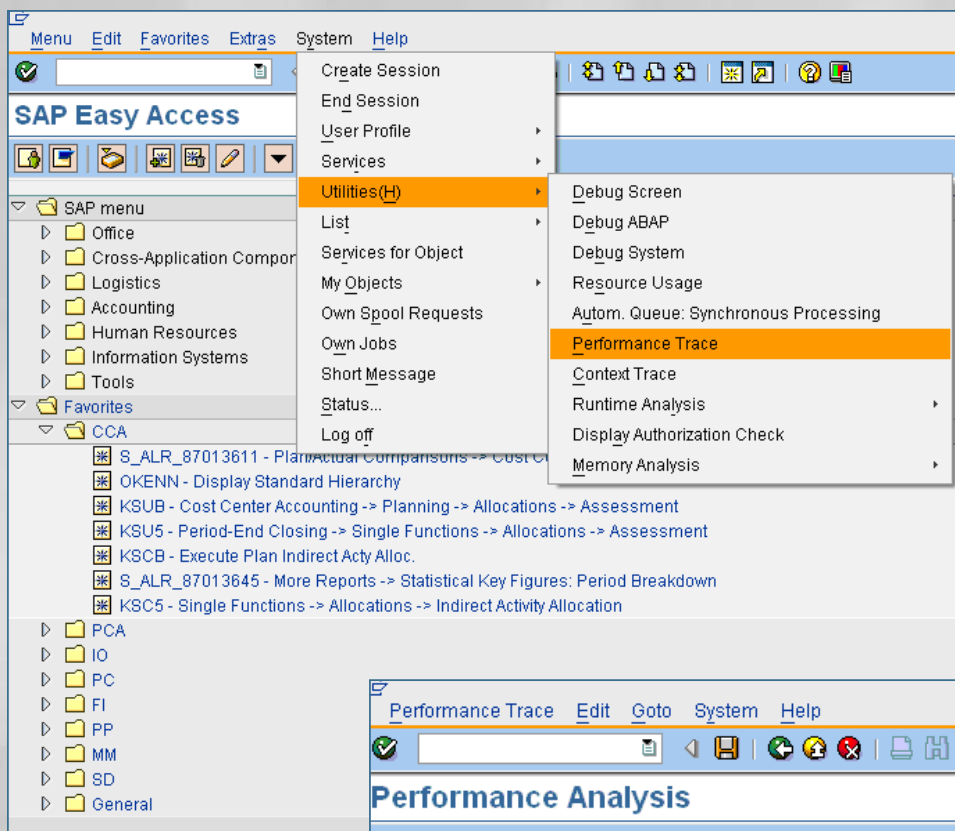 Menu Edit Favorites Extras System Help
SAP Easy Access
Create Session
End Session
User Profile
Services
Utilities(H)
List
Services for Object
My Objects
Own Spool Requests
Own Jobs
Short Message
Status...
Log off
Debug Screen
Debug ABAP
Debug System
Resource Usage
Autom. Queue: Synchronous Processing
Performance Trace
Context Trace
Runtime Analysis
Display Authorization Check
Memory Analysis
SAP menu
Office
Cross-Application Compor
Logistics
Accounting
Human Resources
Information Systems
Tools
Favorites
CCA
S_ALR_87013611 - Plan/Actual Comparisons -> Cost
OKENN - Display Standard Hierarchy
KSUB - Cost Center Accounting -> Planning -> Allocations -> Assessment
KSU5 - Period-End Closing -> Single Functions -> Allocations -> Assessment
KSCB - Execute Plan Indirect Acty Alloc.
S_ALR_87013645 - More Reports -> Statistical Key Figures: Period Breakdown
KSC5 - Single Functions -> Allocations -> Indirect Activity Allocation
PCA
IO
PC
FI
PP
MM
SD
General
Performance Trace Edit Goto System Help
Performance Analysis